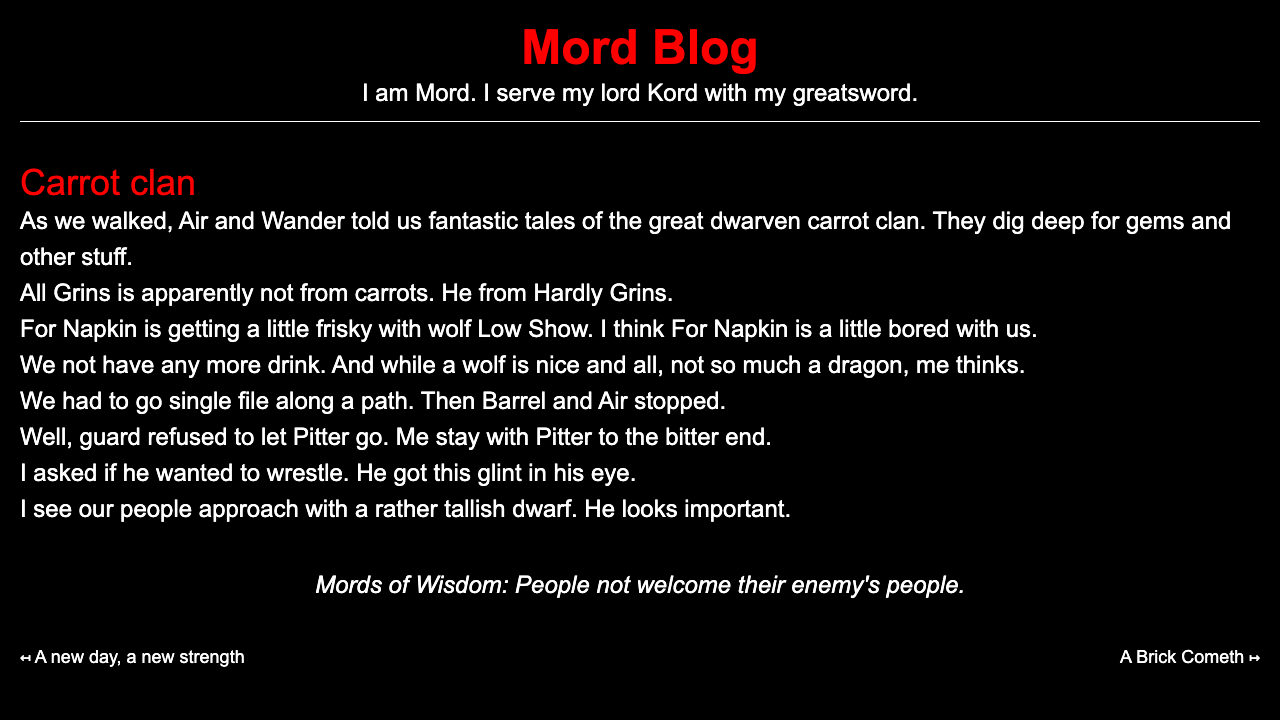 Mord Blog
I am Mord. I serve my lord Kord with my greatsword.
Carrot clan
As we walked, Air and Wander told us fantastic tales of the great dwarven carrot clan. They dig deep for gems and
other stuff.
All Grins is apparently not from carrots. He from Hardly Grins.
For Napkin is getting a little frisky with wolf Low Show. I think For Napkin is a little bored with us.
We not have any more drink. And while a wolf is nice and all, not so much a dragon, me thinks.
We had to go single file along a path. Then Barrel and Air stopped.
Well, guard refused to let Pitter go. Me stay with Pitter to the bitter end.
I asked if he wanted to wrestle. He got this glint in his eye.
I see our people approach with a rather tallish dwarf. He looks important.
Mords of Wisdom: People not welcome their enemy's people.
↤ A new day, a new strength
A Brick Cometh ↦